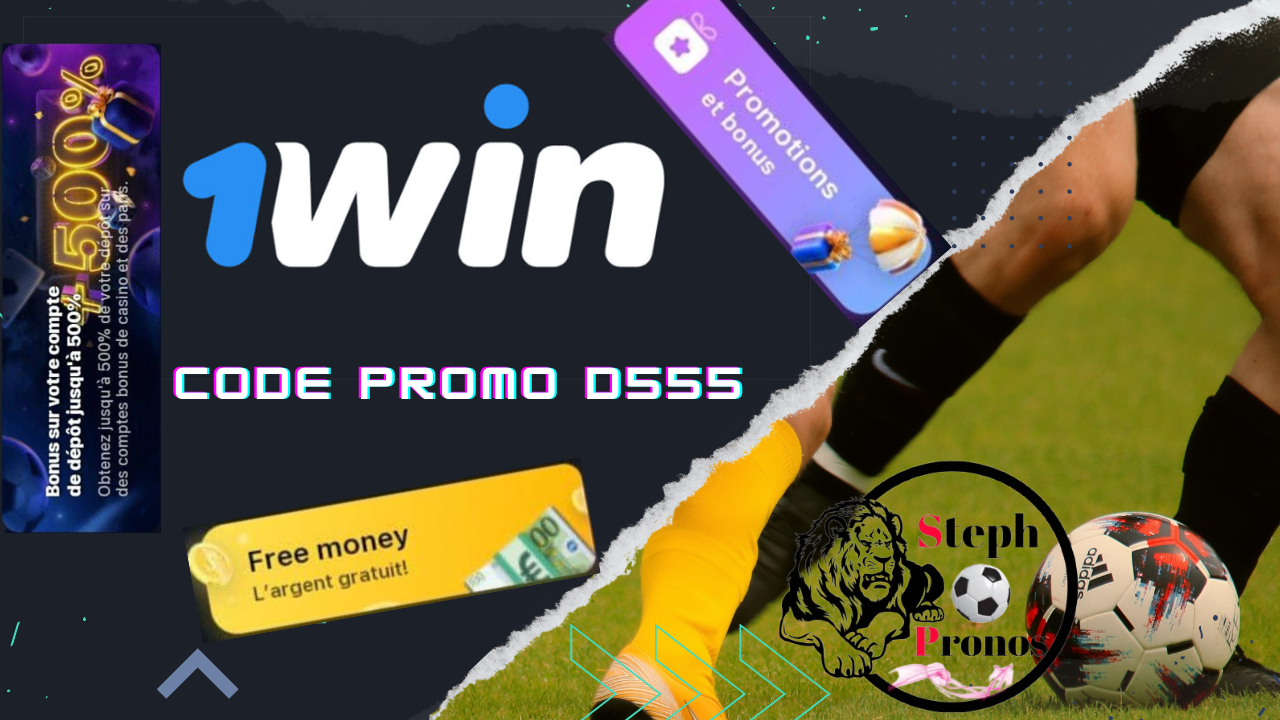 1win
Promotions
et bonus
+500%
Bonus sur votre compte
de dépôt jusqu'à 500%
Obtenez jusqu'à 500% de votre dépôt sur
des comptes bonus de casino et des paris.
CODE PROMO D555
Free money
L'argent gratuit!
Steph
Pronos
adidas